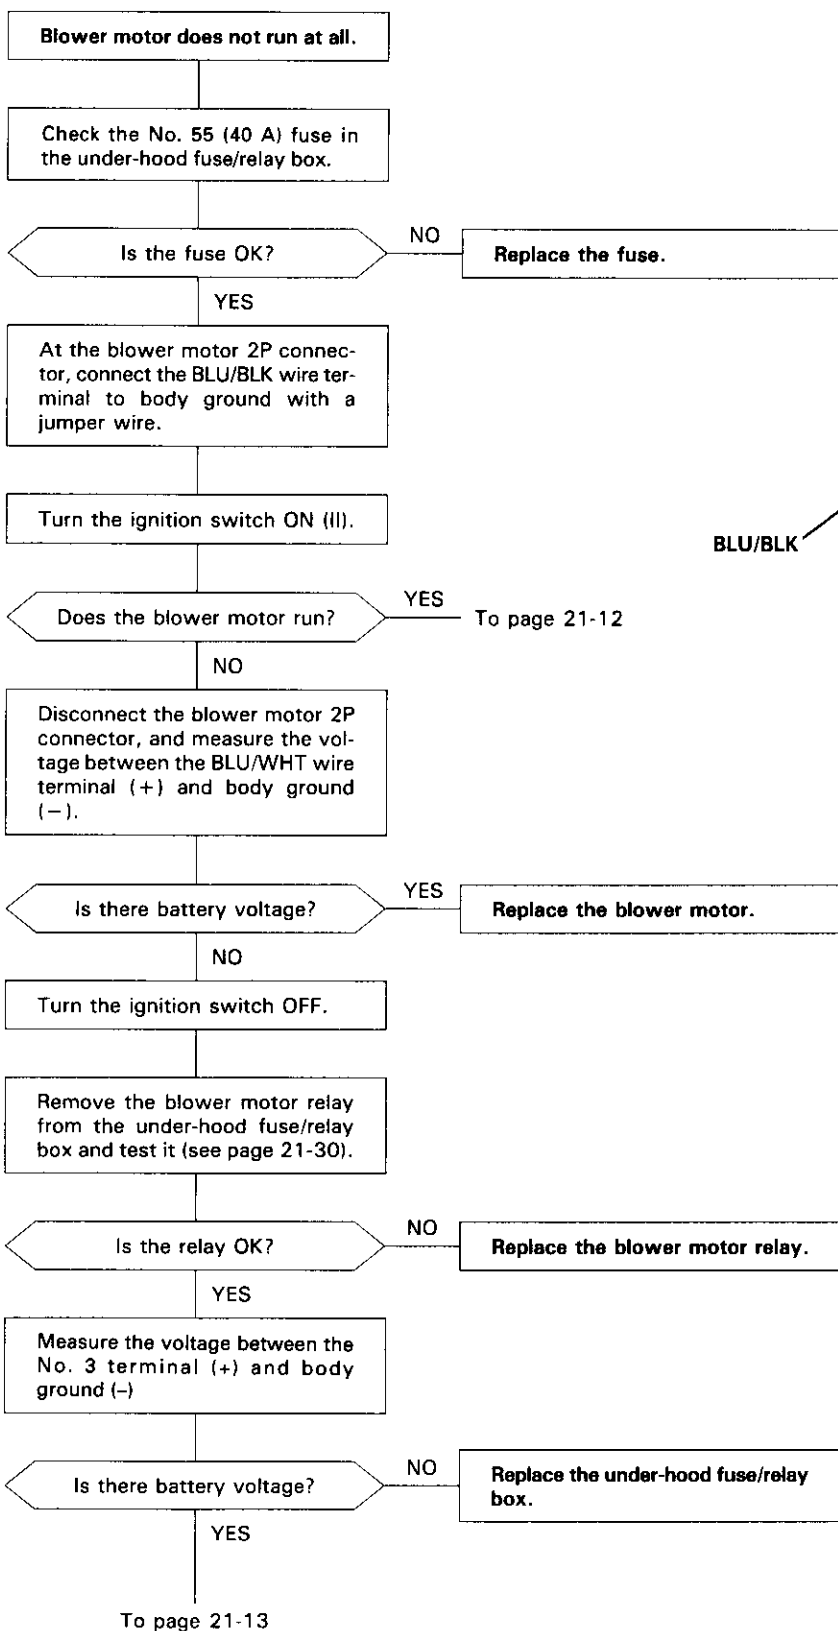 Blower motor does not run at all.
Check the No. 55 (40 A) fuse in
the under-hood fuse/relay box.
Is the fuse OK?
NO
Replace the fuse.
YES
At the blower motor 2P connec-
tor, connect the BLU/BLK wire ter-
minal to body ground with a
jumper wire.
Turn the ignition switch ON (II).
BLU/BLK
Does the blower motor run?
YES
To page 21-12
NO
Disconnect the blower motor 2P
connector, and measure the vol-
tage between the BLU/WHT wire
terminal (+) and body ground
(−).
Is there battery voltage?
YES
Replace the blower motor.
NO
Turn the ignition switch OFF.
Remove the blower motor relay
from the under-hood fuse/relay
box and test it (see page 21-30).
Is the relay OK?
NO
Replace the blower motor relay.
YES
Measure the voltage between the
No. 3 terminal (+) and body
ground (–)
Is there battery voltage?
NO
Replace the under-hood fuse/relay
box.
YES
To page 21-13